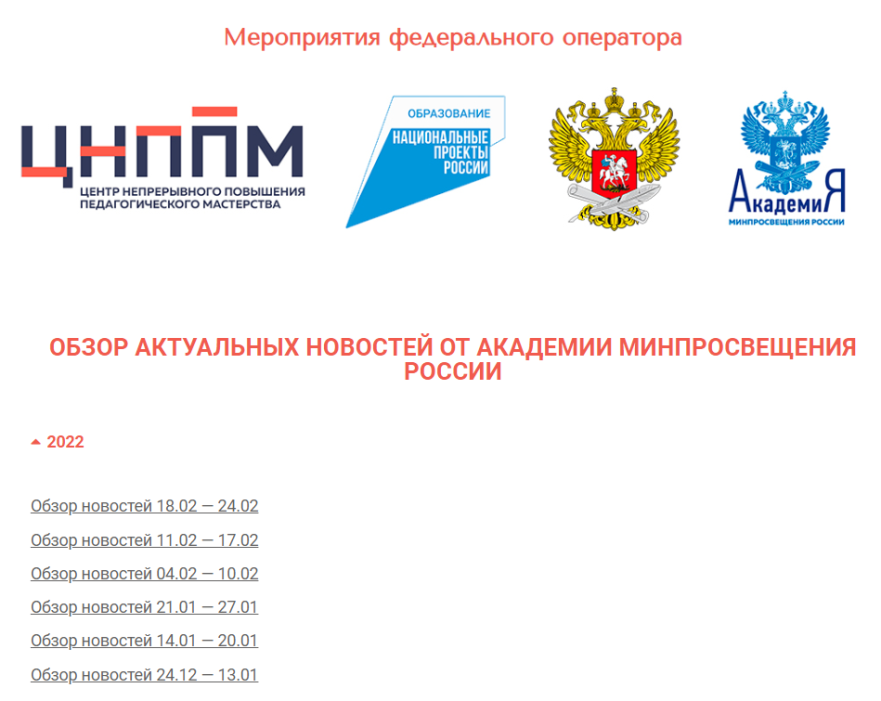 Мероприятия федерального оператора
ЦНППМ
ЦЕНТР НЕПРЕРЫВНОГО ПОВЫШЕНИЯ
ПЕДАГОГИЧЕСКОГО МАСТЕРСТВА
ОБРАЗОВАНИЕ
НАЦИОНАЛЬНЫЕ
ПРОЕКТЫ
РОССИИ
АкадемиЯ
МИНПРОСВЕЩЕНИЯ РОССИИ
ОБЗОР АКТУАЛЬНЫХ НОВОСТЕЙ ОТ АКАДЕМИИ МИНПРОСВЕЩЕНИЯ
РОССИИ
2022
Обзор новостей 18.02 — 24.02
Обзор новостей 11.02 — 17.02
Обзор новостей 04.02 — 10.02
Обзор новостей 21.01 — 27.01
Обзор новостей 14.01 — 20.01
Обзор новостей 24.12 — 13.01